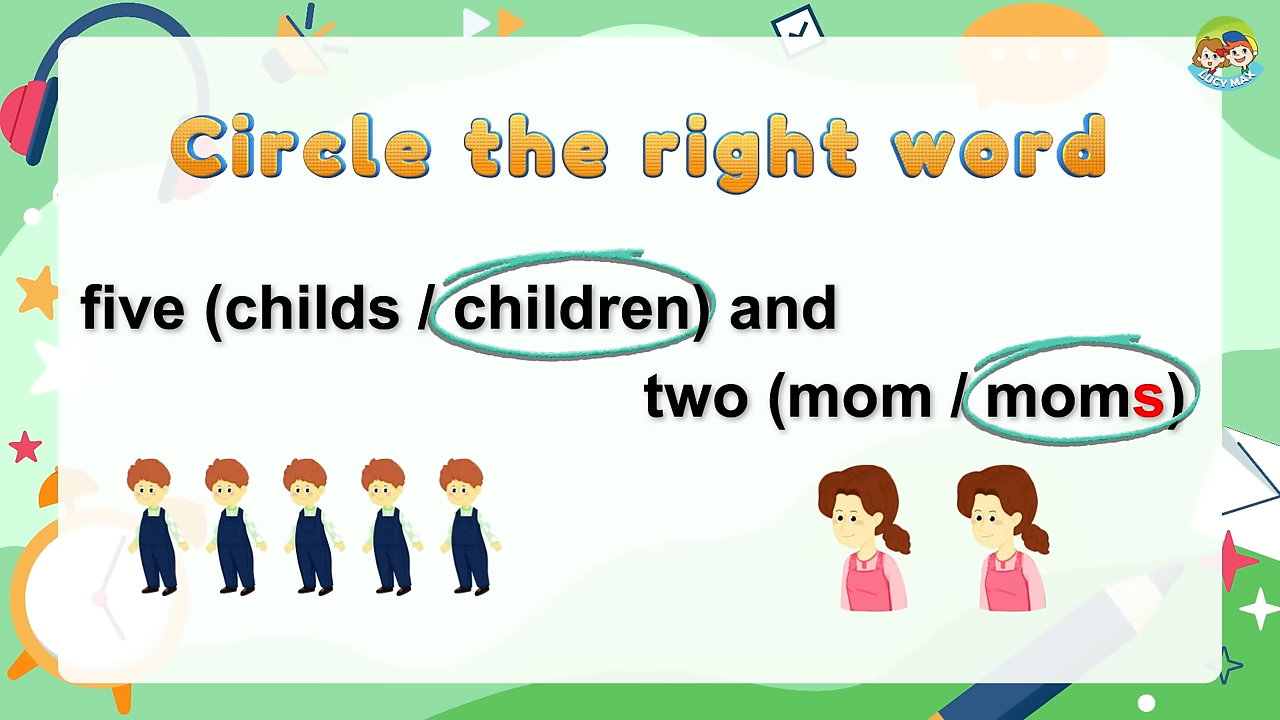 LUCY MAX
Circle the right word
five (childs / children) and
two (mom / moms)